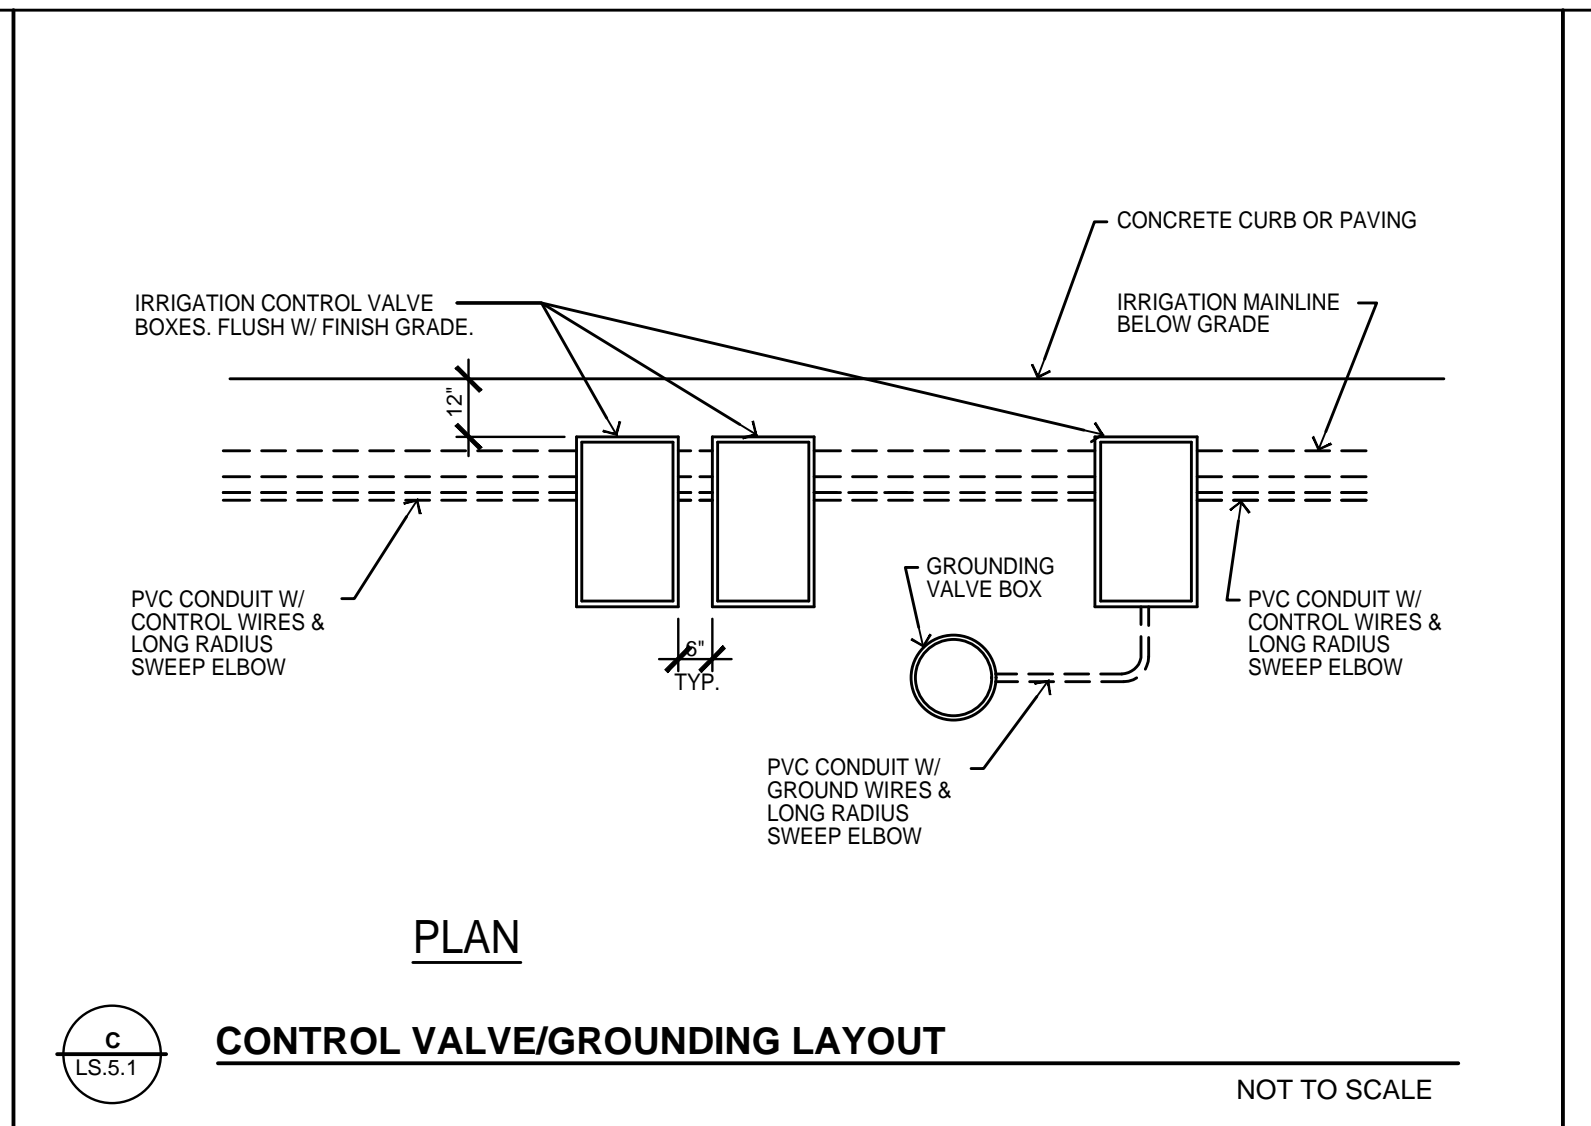 CONCRETE CURB OR PAVING
IRRIGATION CONTROL VALVE
BOXES. FLUSH W/ FINISH GRADE.
IRRIGATION MAINLINE
BELOW GRADE
12"
GROUNDING
VALVE BOX
PVC CONDUIT W/
CONTROL WIRES &
LONG RADIUS
SWEEP ELBOW
6"
TYP.
PVC CONDUIT W/
CONTROL WIRES &
LONG RADIUS
SWEEP ELBOW
PVC CONDUIT W/
GROUND WIRES &
LONG RADIUS
SWEEP ELBOW
PLAN
C
LS.5.1
CONTROL VALVE/GROUNDING LAYOUT
NOT TO SCALE